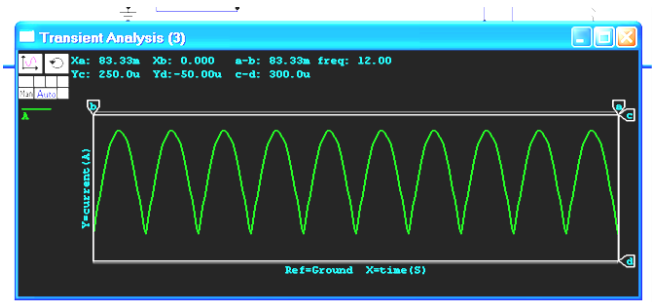 Transient Analysis (3)
Xa: 83.33m Xb: 0.000 a-b: 83.33m freq: 12.00
Yc: 250.0u Yd:-50.00u c-d: 300.0u
Man Auto
A
b a
c
Y=current(A)
d
Ref=Ground X=time(S)